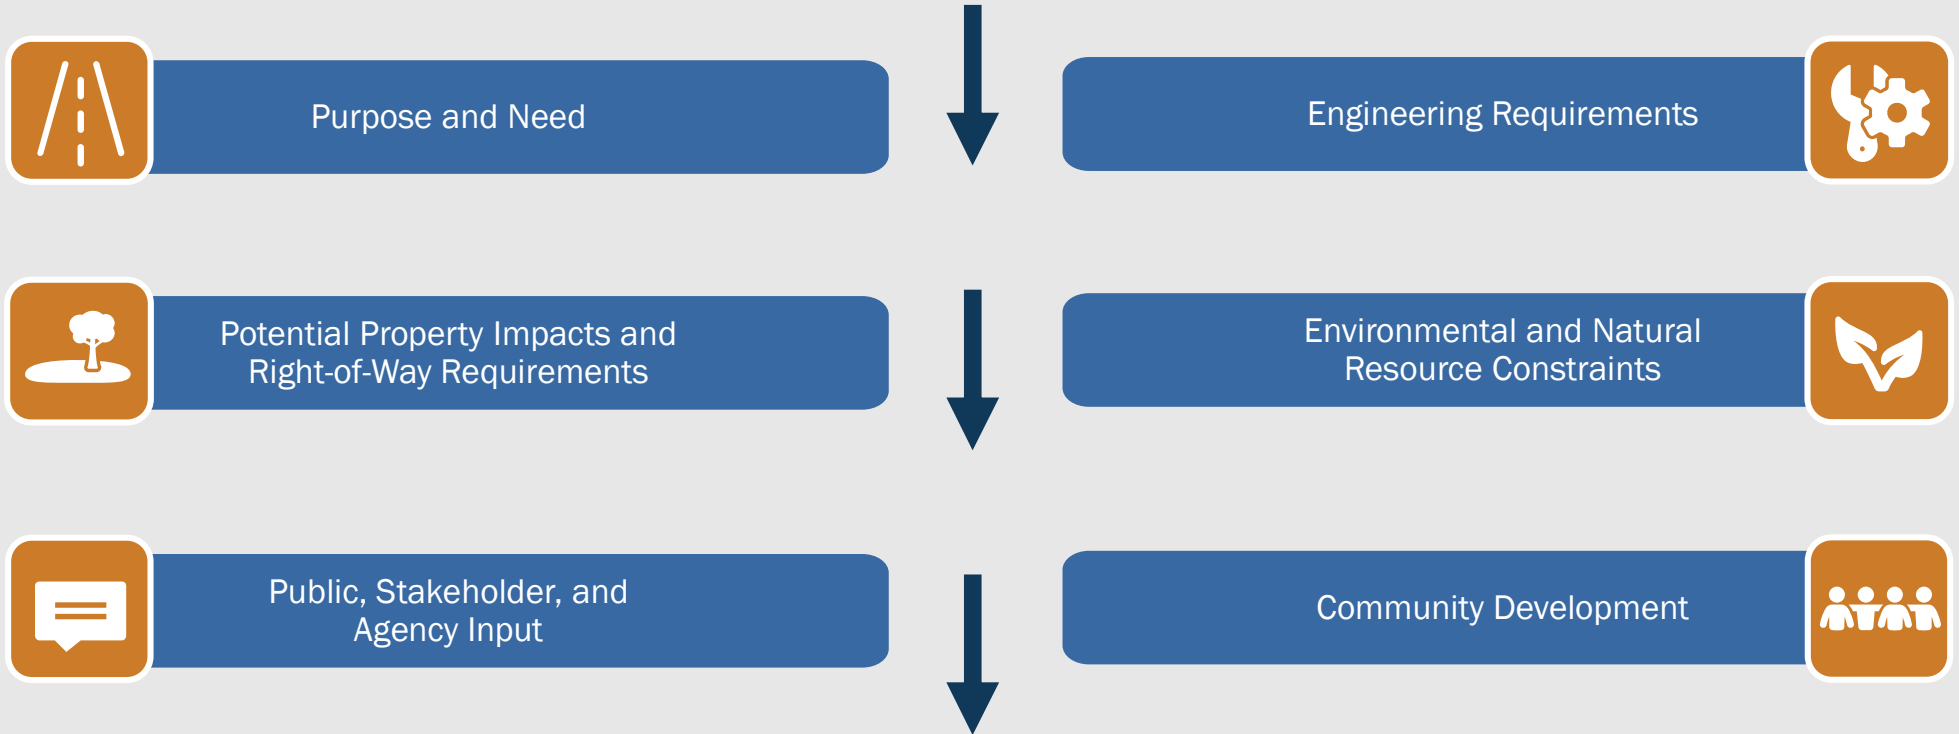 Purpose and Need
Engineering Requirements
Potential Property Impacts and
Right-of-Way Requirements
Environmental and Natural
Resource Constraints
Public, Stakeholder, and
Agency Input
Community Development